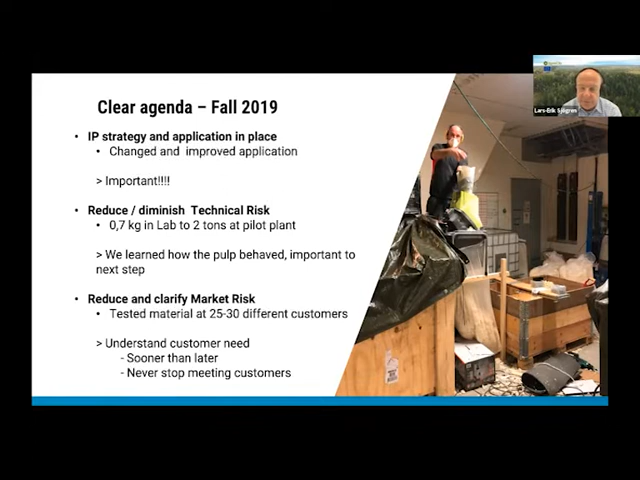 Clear agenda – Fall 2019
• IP strategy and application in place
• Changed and improved application
> Important!!!!
• Reduce / diminish Technical Risk
• 0,7 kg in Lab to 2 tons at pilot plant
> We learned how the pulp behaved, important to
next step
• Reduce and clarify Market Risk
• Tested material at 25-30 different customers
> Understand customer need
- Sooner than later
- Never stop meeting customers
Lars-Erik Sjögren